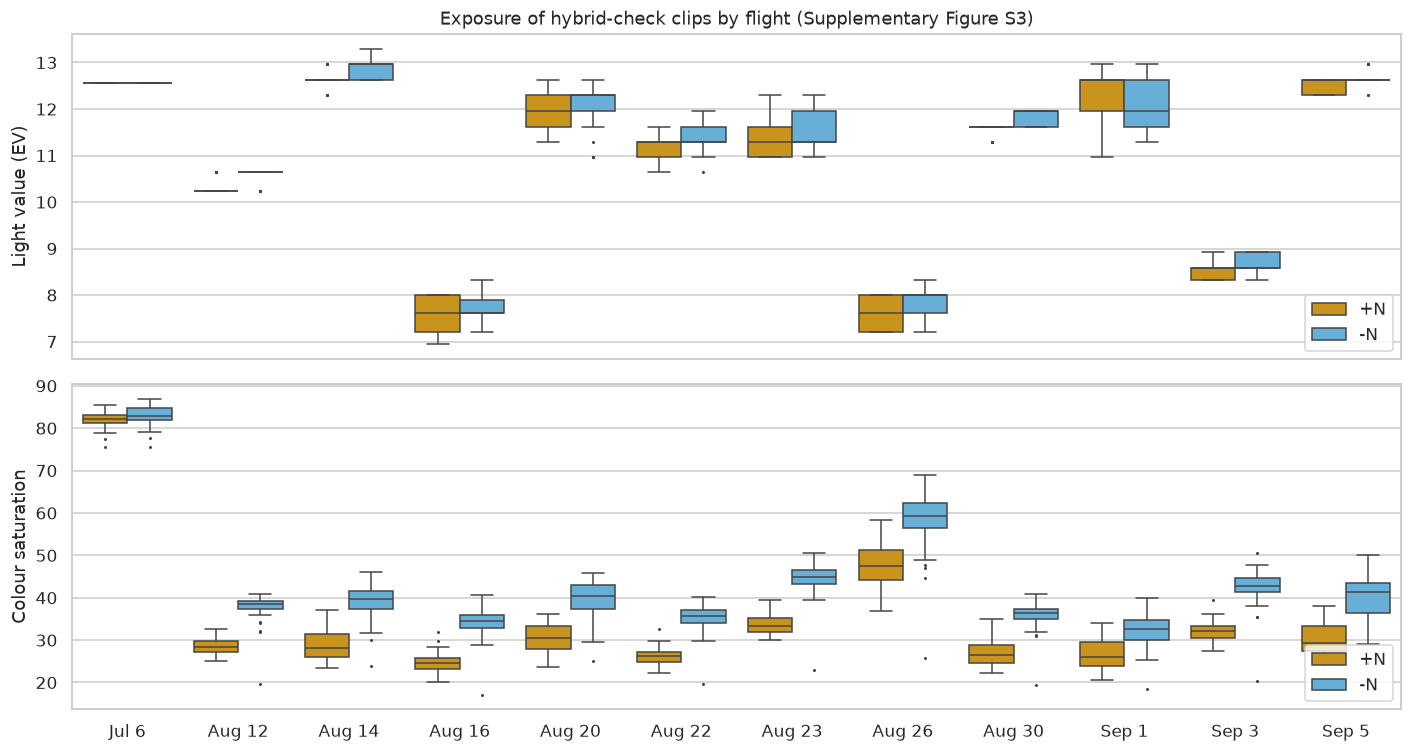 Exposure of hybrid-check clips by flight (Supplementary Figure S3)
Light value (EV)
13
12
11
10
9
8
7
+N
-N
Colour saturation
90
80
70
60
50
40
30
20
+N
-N
Jul 6 Aug 12 Aug 14 Aug 16 Aug 20 Aug 22 Aug 23 Aug 26 Aug 30 Sep 1 Sep 3 Sep 5